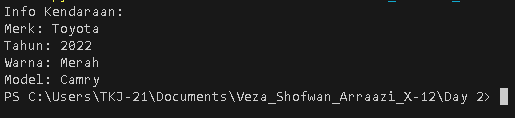 Info Kendaraan:
Merk: Toyota
Tahun: 2022
Warna: Merah
Model: Camry
PS C:\Users\TKJ-21\Documents\Veza_Shofwan_Arraazi_X-12\Day 2>